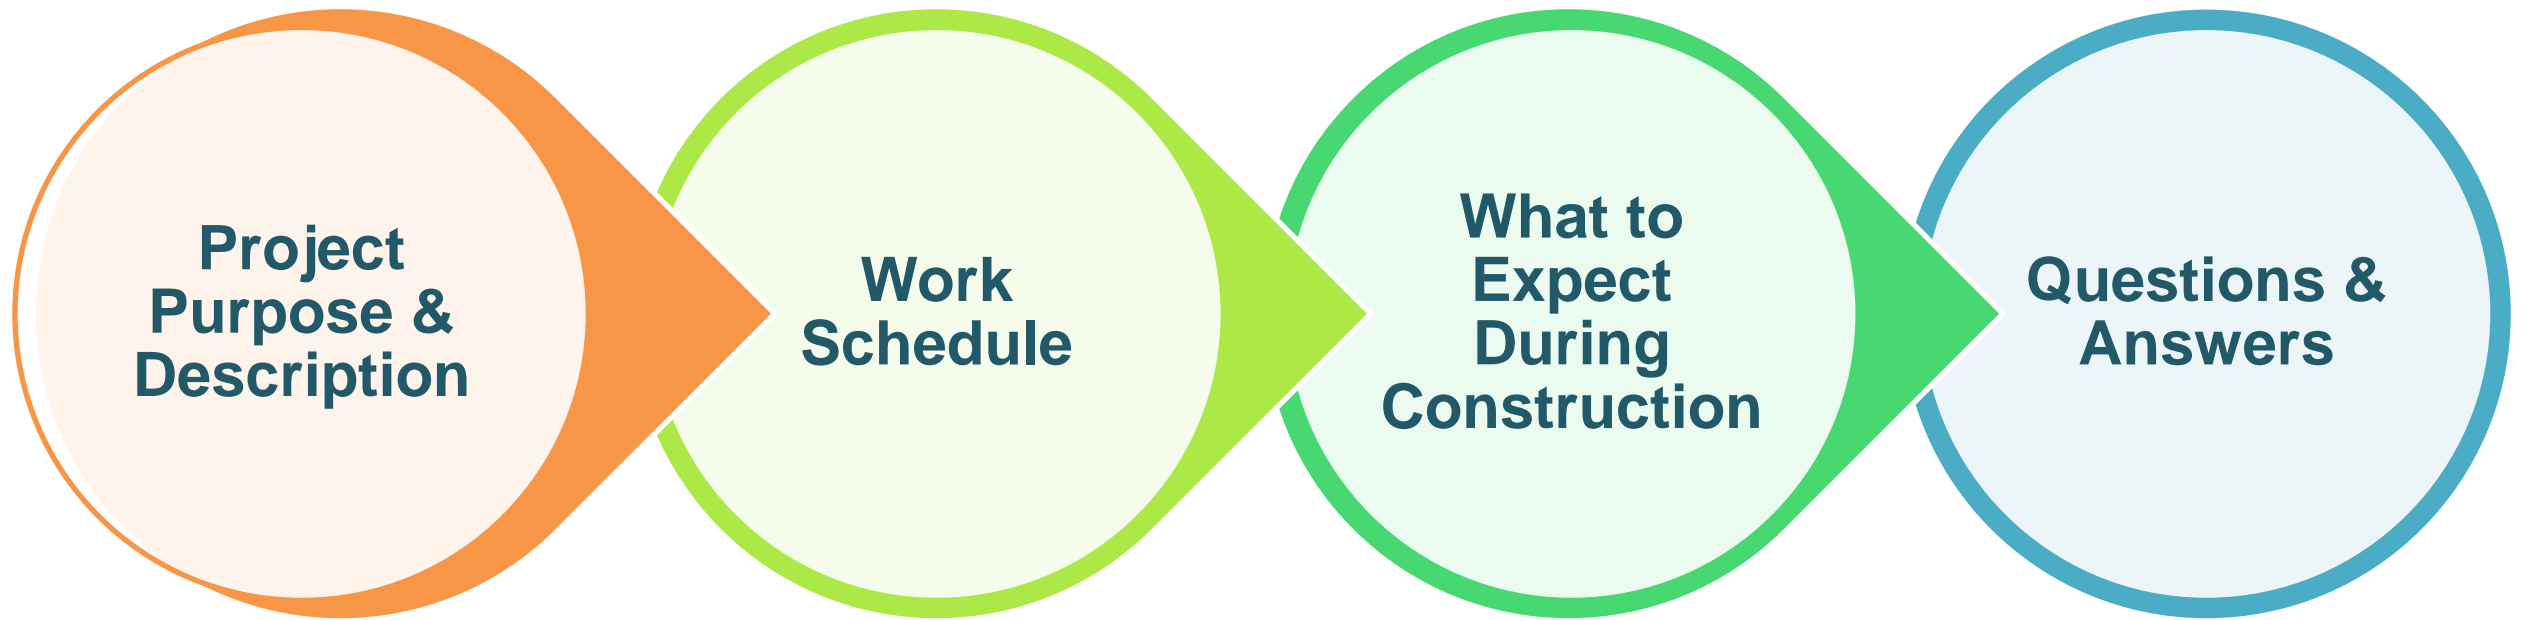 Project
Purpose &
Description
Work
Schedule
What to
Expect
During
Construction
Questions &
Answers